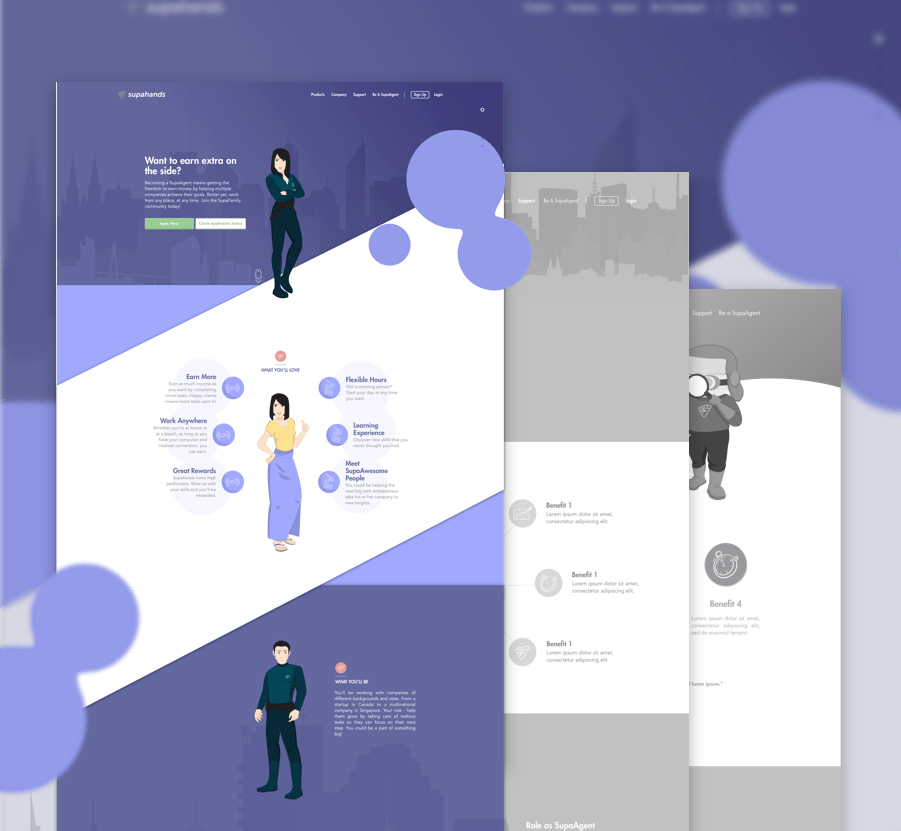 supahands
Products Company Support Be A SupaAgent Sign Up Login
supahands
Products Company Support Be A SupaAgent Sign Up Login
Want to earn extra on
the side?
Becoming a SupaAgent means getting the
freedom to earn money by helping multiple
companies achieve their goals. Better yet, work
from any place, at any time. Join the SupaFamily
community today!
Apply Now Check Application Status
Support Be A SupaAgent Sign Up Login
Support Be a SupaAgent
WHAT YOU'LL LOVE
Earn More
Earn as much income as
you want by completing
more tasks. Happy clients
means more tasks sent in!
Flexible Hours
Not a morning person?
Start your day at any time
you want.
Work Anywhere
Whether you're at home or
at a beach, as long as you
have your computer and
internet connection, you
can earn.
Learning
Experience
Discover new skills that you
never thought you had.
Great Rewards
Supahands loves high
performers. Wow us with
your skills and you'll be
rewarded.
Meet
SupaAwesome
People
You could be helping the
next big tech entrepreneur
take his or her company to
new heights.
Benefit 1
Lorem ipsum dolor sit amet,
consectetur adipiscing elit
Benefit 1
Lorem ipsum dolor sit amet,
consectetur adipiscing elit.
Benefit 1
Lorem ipsum dolor sit amet,
consectetur adipiscing elit.
Benefit 4
Lorem ipsum dolor sit amet,
consectetur adipiscing elit,
sed do eiusmod tempor
lorem ipsum."
WHAT YOU'LL BE
You'll be working with companies of
different backgrounds and sizes. From a
startup in Canada to a multinational
company in Singapore. Your role - help
them grow by taking care of tedious
tasks so they can focus on their next
step. You could be a part of something
big!
Role as SupaAgent